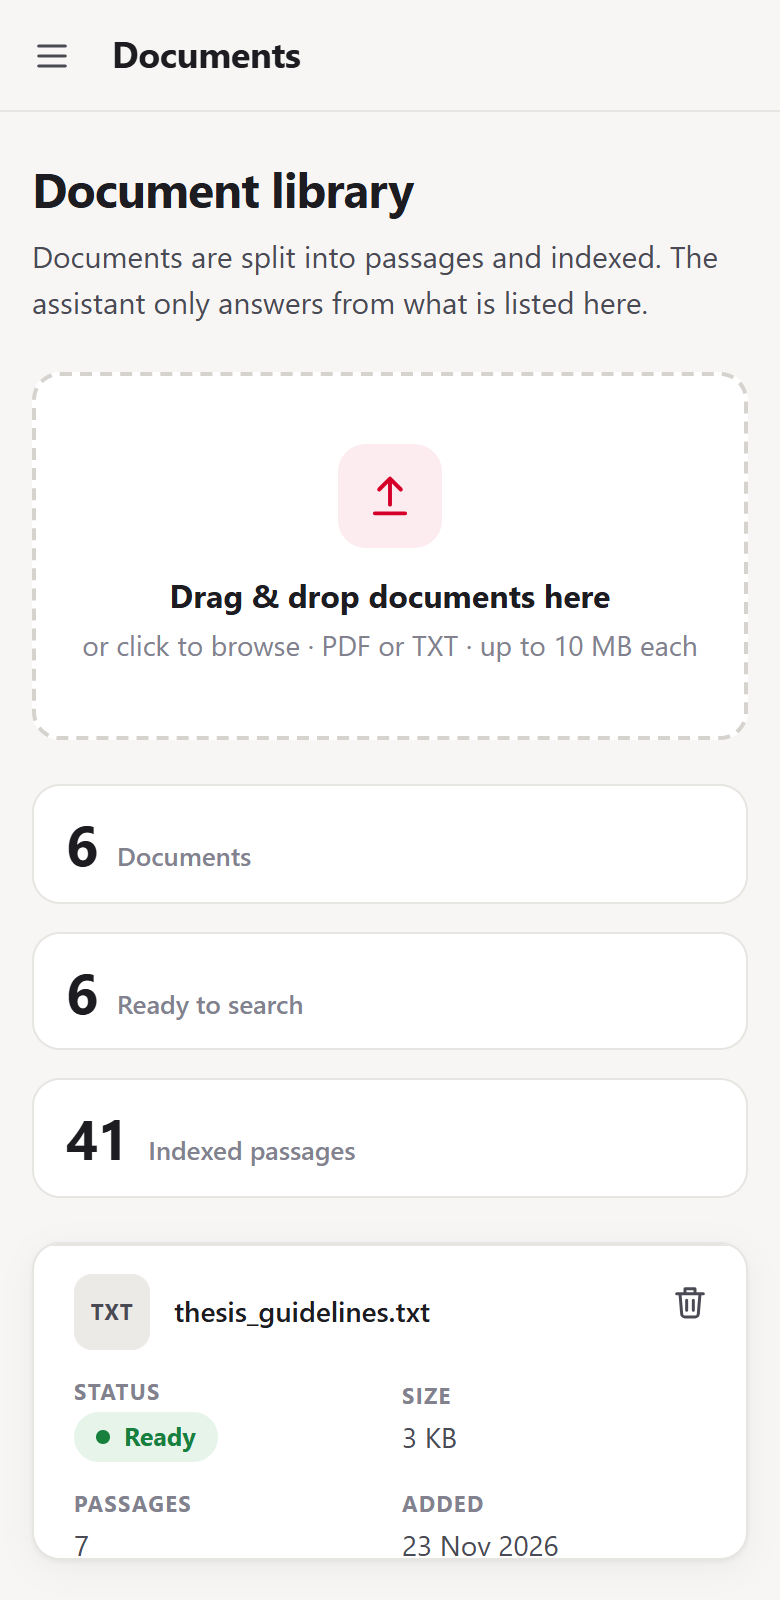 Documents
Document library
Documents are split into passages and indexed. The
assistant only answers from what is listed here.
Drag & drop documents here
or click to browse · PDF or TXT · up to 10 MB each
6 Documents
6 Ready to search
41 Indexed passages
TXT thesis_guidelines.txt
STATUS SIZE
Ready 3 KB
PASSAGES ADDED
7 23 Nov 2026